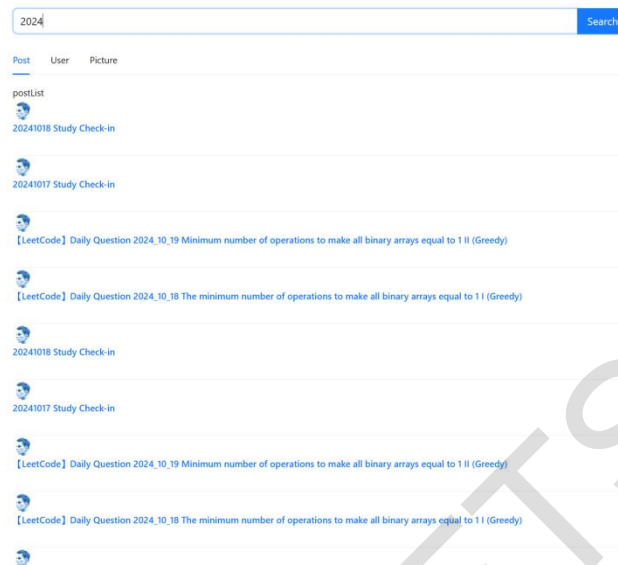 2024
Search
Post User Picture
postList
20241018 Study Check-in
20241017 Study Check-in
【LeetCode】Daily Question 2024_10_19 Minimum number of operations to make all binary arrays equal to 1 II (Greedy)
【LeetCode】Daily Question 2024_10_18 The minimum number of operations to make all binary arrays equal to 1 I (Greedy)
20241018 Study Check-in
20241017 Study Check-in
【LeetCode】Daily Question 2024_10_19 Minimum number of operations to make all binary arrays equal to 1 II (Greedy)
【LeetCode】Daily Question 2024_10_18 The minimum number of operations to make all binary arrays equal to 1 I (Greedy)